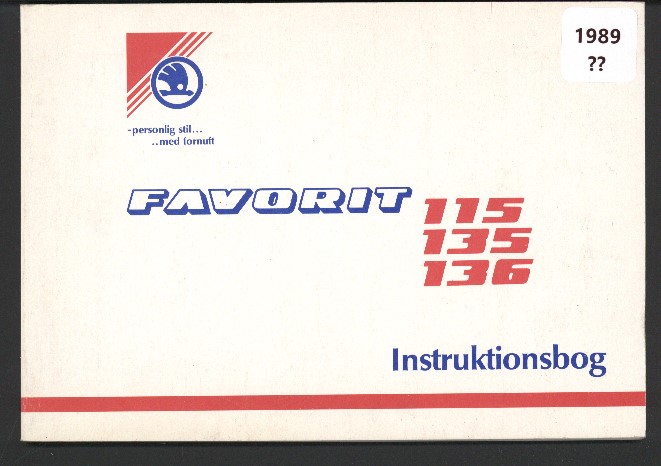 1989
??
-personlig stil...
..med fornuft
FAVORIT 115
135
136
Instruktionsbog